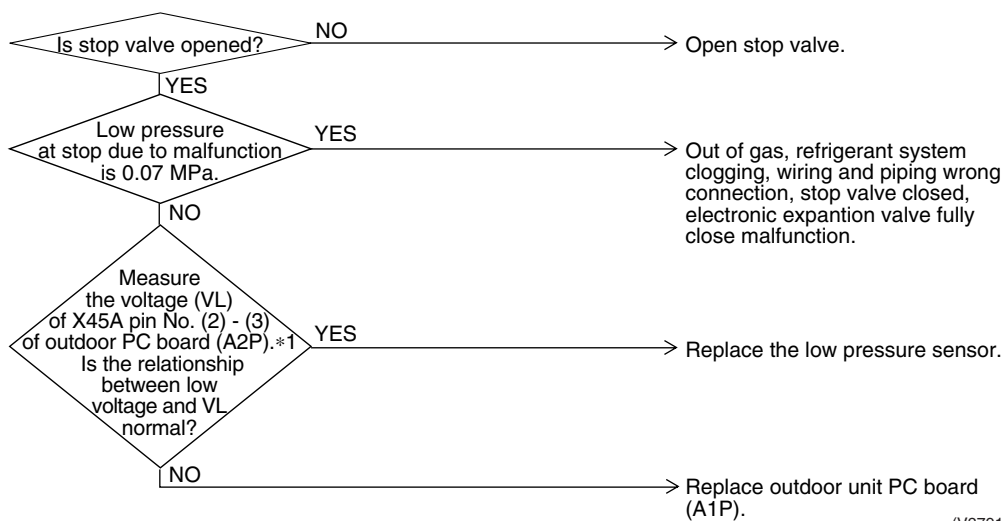 Is stop valve opened?
NO
Open stop valve.
YES
Low pressure
at stop due to malfunction
is 0.07 MPa.
YES
Out of gas, refrigerant system
clogging, wiring and piping wrong
connection, stop valve closed,
electronic expantion valve fully
close malfunction.
NO
Measure
the voltage (VL)
of X45A pin No. (2) - (3)
of outdoor PC board (A2P).*1
Is the relationship
between low
voltage and VL
normal?
YES
Replace the low pressure sensor.
NO
Replace outdoor unit PC board
(A1P).